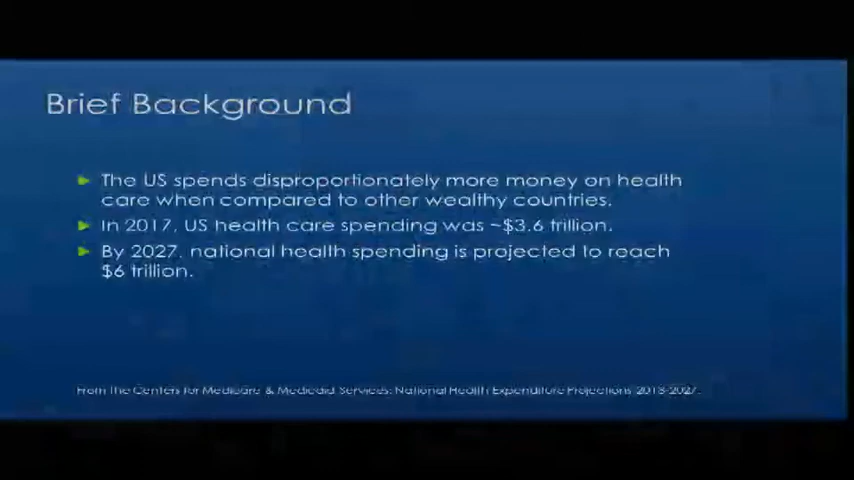 Brief Background
The US spends disproportionately more money on health
care when compared to other wealthy countries.
In 2017, US health care spending was ~$3.6 trillion.
By 2027, national health spending is projected to reach
$6 trillion.
From the Centers for Medicare & Medicaid Services: National Health Expenditure Projections 2018-2027.